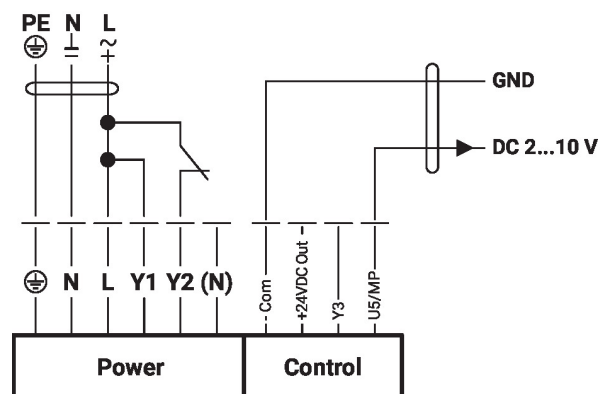 PE N L
GND
DC 2...10 V
N L Y1 Y2 (N)
- Com
+24VDC Out -
Y3
U5/MP
Power
Control